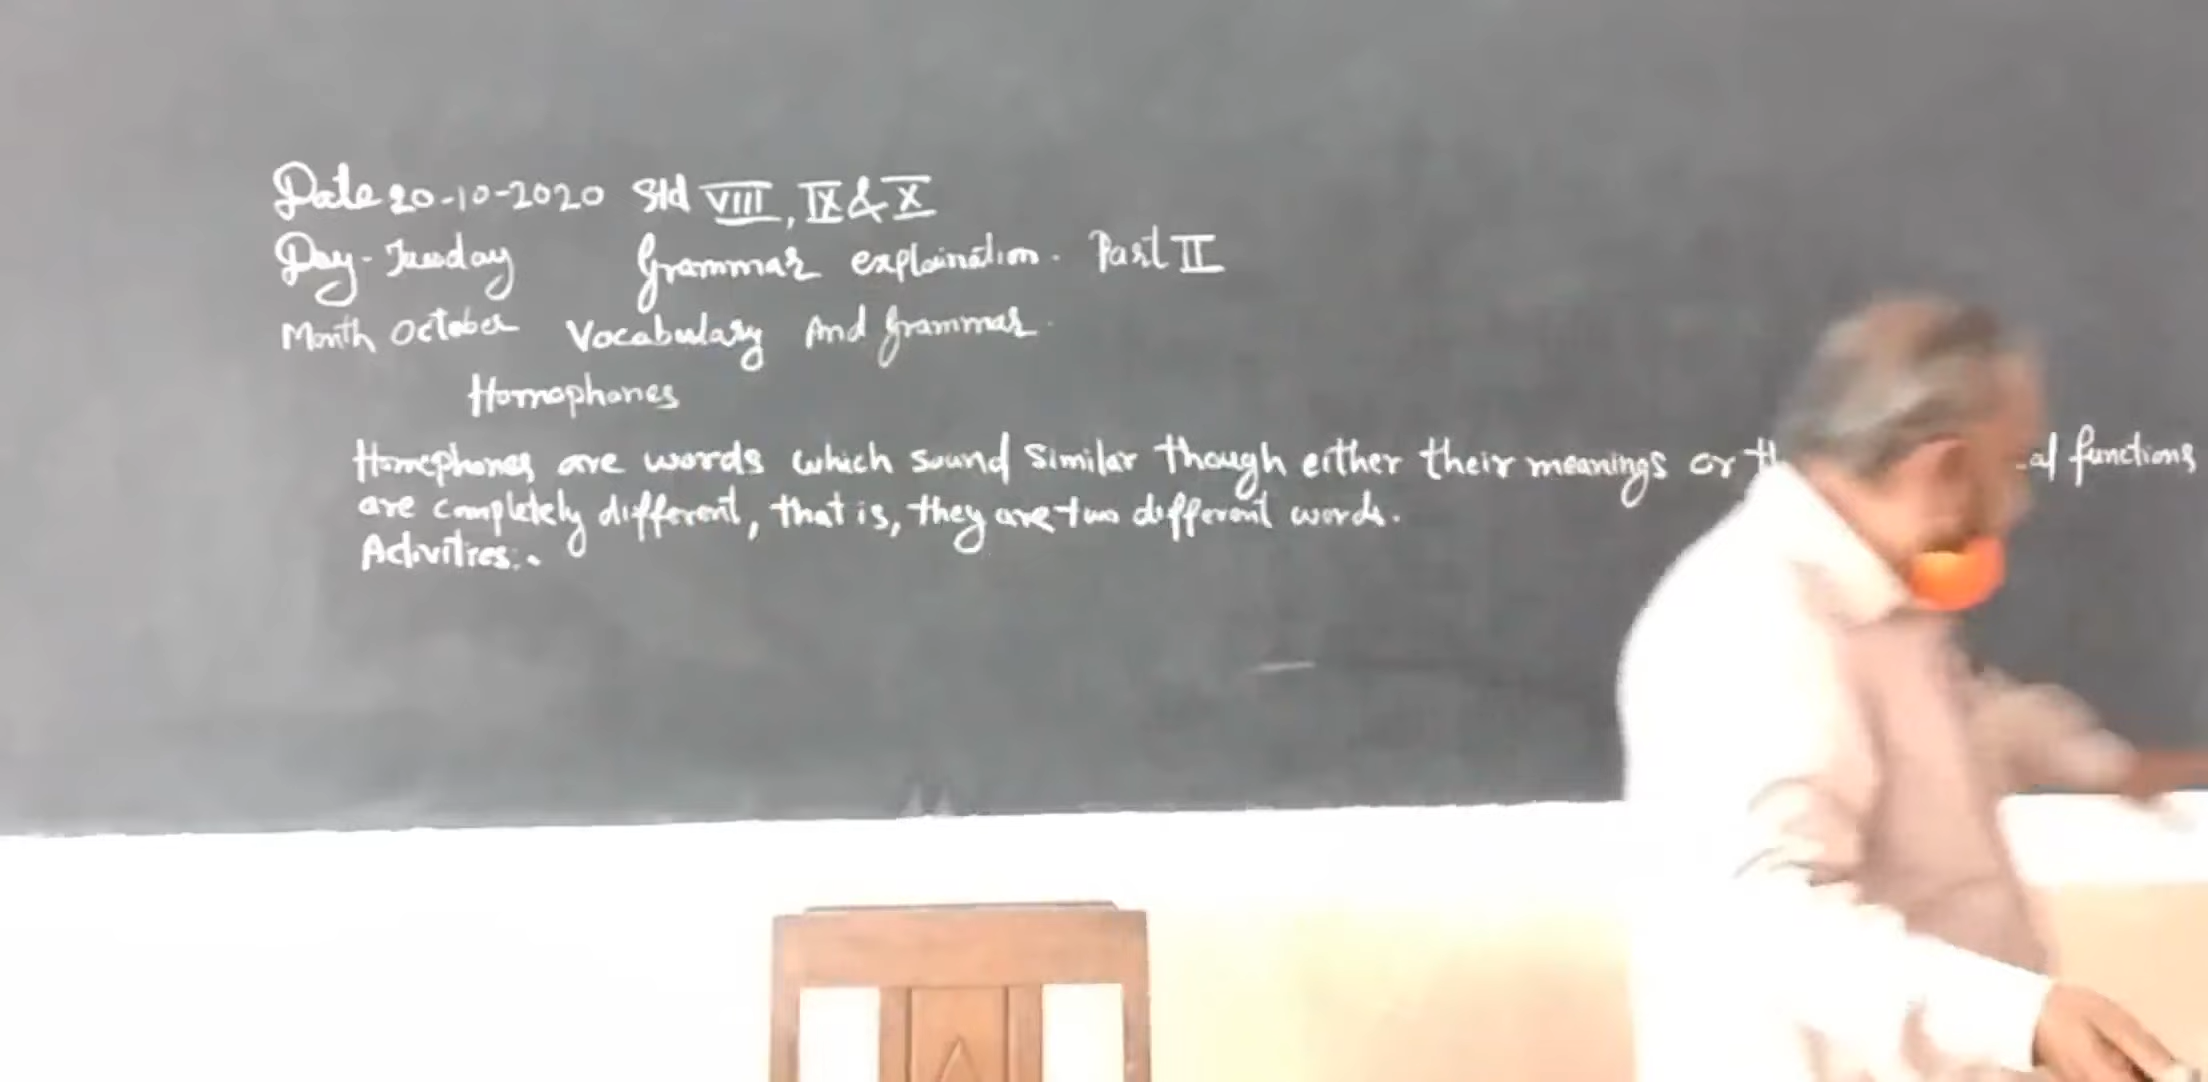 Date 20-10-2020 Std VIII, IX & X
Day - Tuesday Grammar explaination. Part II
Month October Vocabulary And Grammar.
Homophones
Homophones are words which sound similar though either their meanings or functions
are completely different, that is, they are two different words.
Activities:.